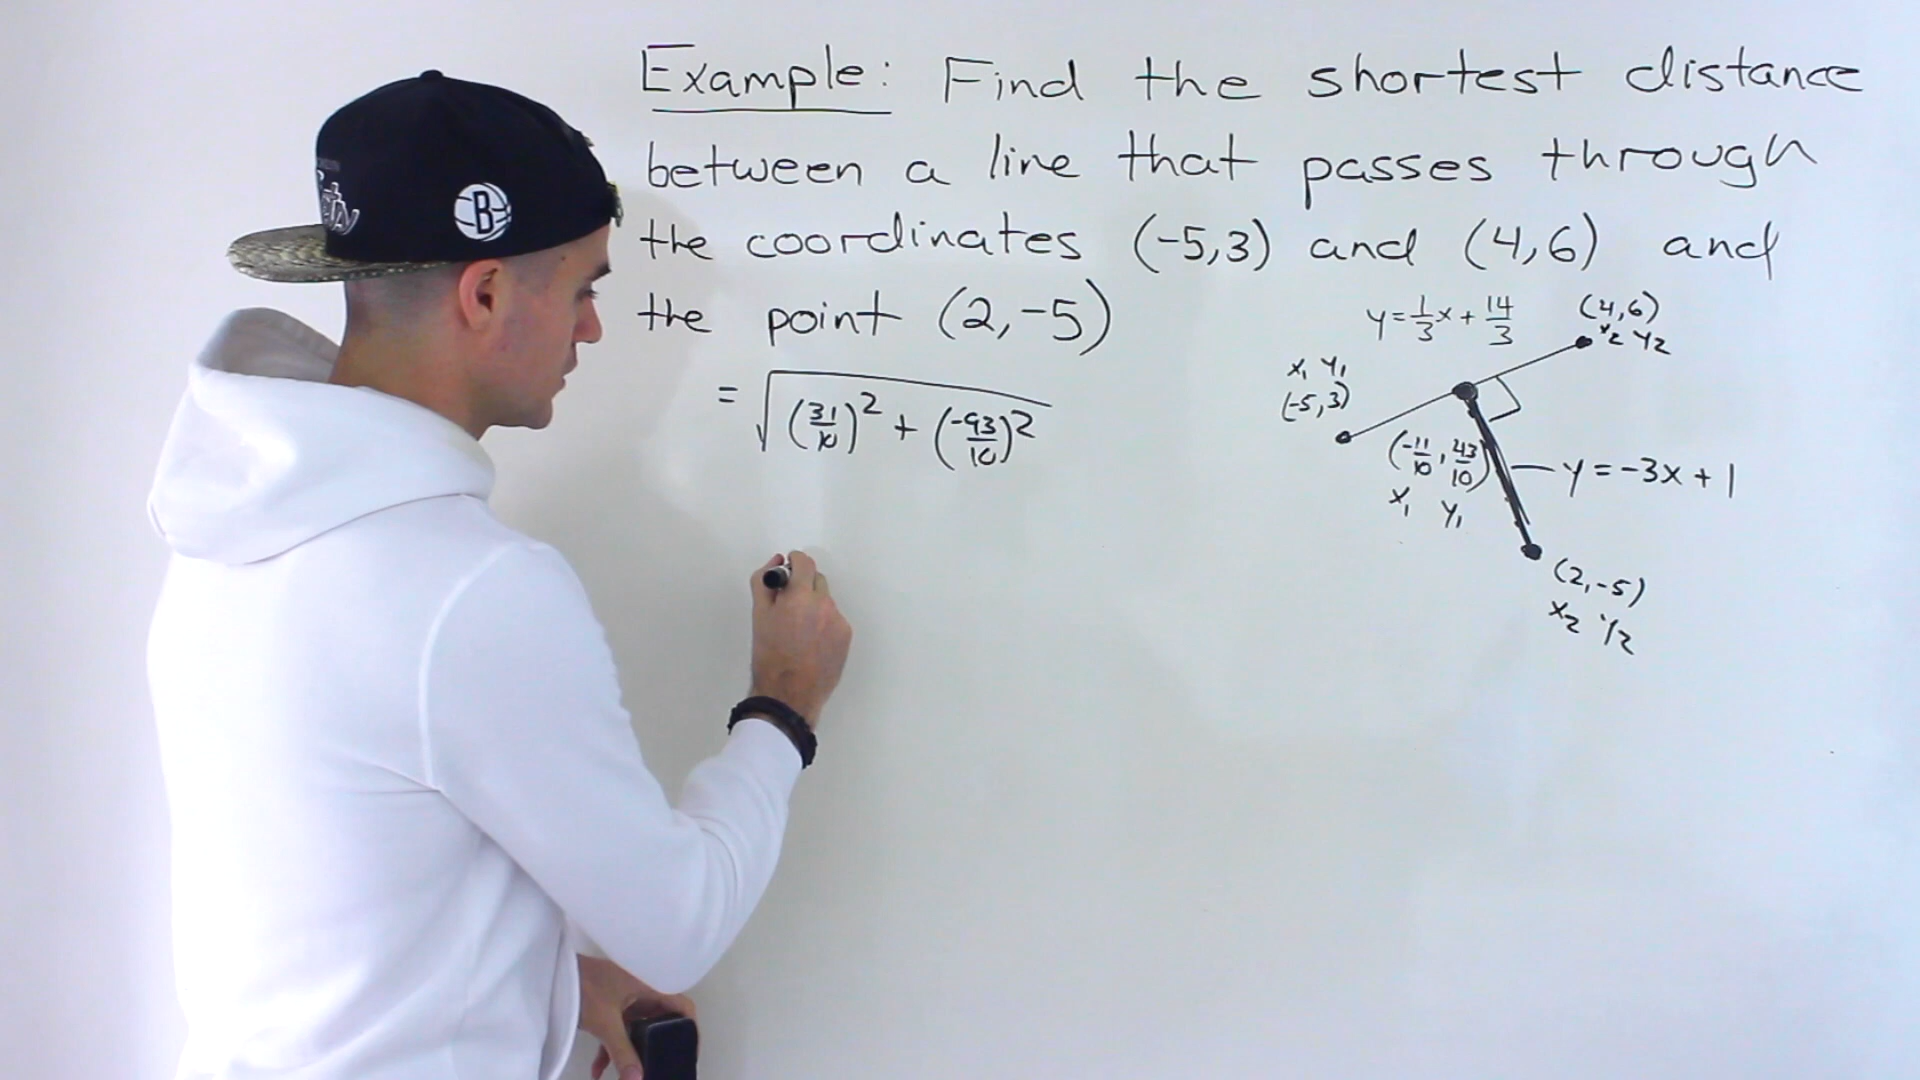 Example: Find the shortest distance
between a line that passes through
the coordinates (-5,3) and (4,6) and
the point (2,-5)
y = 1/3 x + 14/3
(4,6)
x₂ y₂
x₁ y₁
(-5,3)
= √((31/10)² + (-93/10)²)
(-11/10, 43/10)
x₁ y₁
y = -3x + 1
(2,-5)
x₂ y₂
B